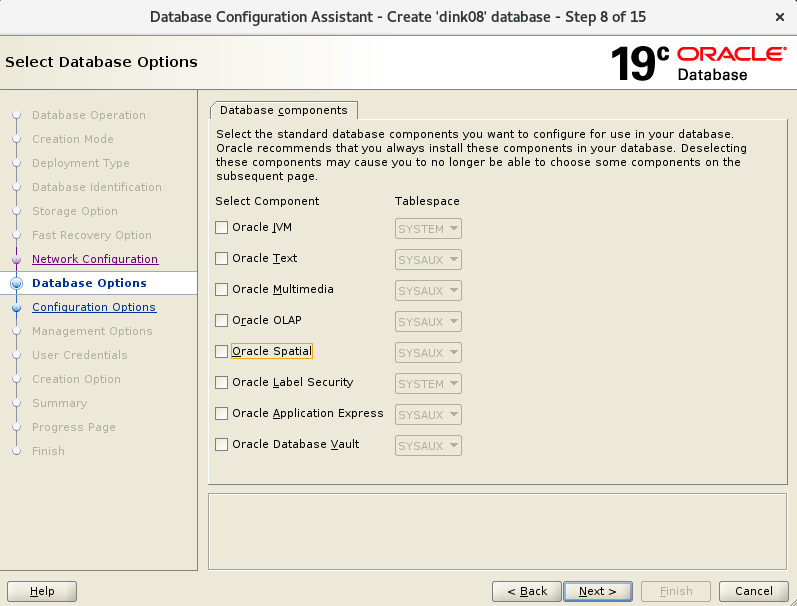 Database Configuration Assistant - Create 'dink08' database - Step 8 of 15
Select Database Options
19c ORACLE
Database
Database Operation
Creation Mode
Deployment Type
Database Identification
Storage Option
Fast Recovery Option
Network Configuration
Database Options
Configuration Options
Management Options
User Credentials
Creation Option
Summary
Progress Page
Finish
Database components
Select the standard database components you want to configure for use in your database.
Oracle recommends that you always install these components in your database. Deselecting
these components may cause you to no longer be able to choose some components on the
subsequent page.
Select Component Tablespace
Oracle JVM SYSTEM
Oracle Text SYSAUX
Oracle Multimedia SYSAUX
Oracle OLAP SYSAUX
Oracle Spatial SYSAUX
Oracle Label Security SYSTEM
Oracle Application Express SYSAUX
Oracle Database Vault SYSAUX
Help < Back Next > Finish Cancel